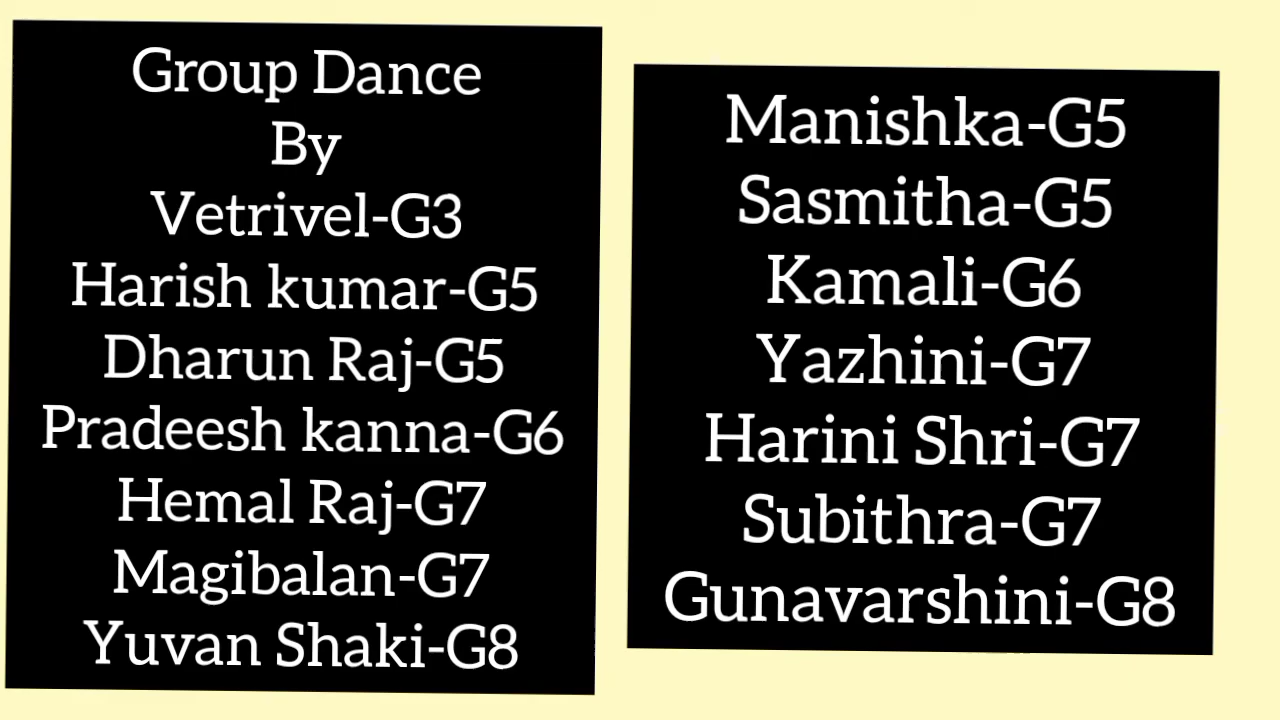 Group Dance
By
Vetrivel-G3
Harish kumar-G5
Dharun Raj-G5
Pradeesh kanna-G6
Hemal Raj-G7
Magibalan-G7
Yuvan Shaki-G8
Manishka-G5
Sasmitha-G5
Kamali-G6
Yazhini-G7
Harini Shri-G7
Subithra-G7
Gunavarshini-G8